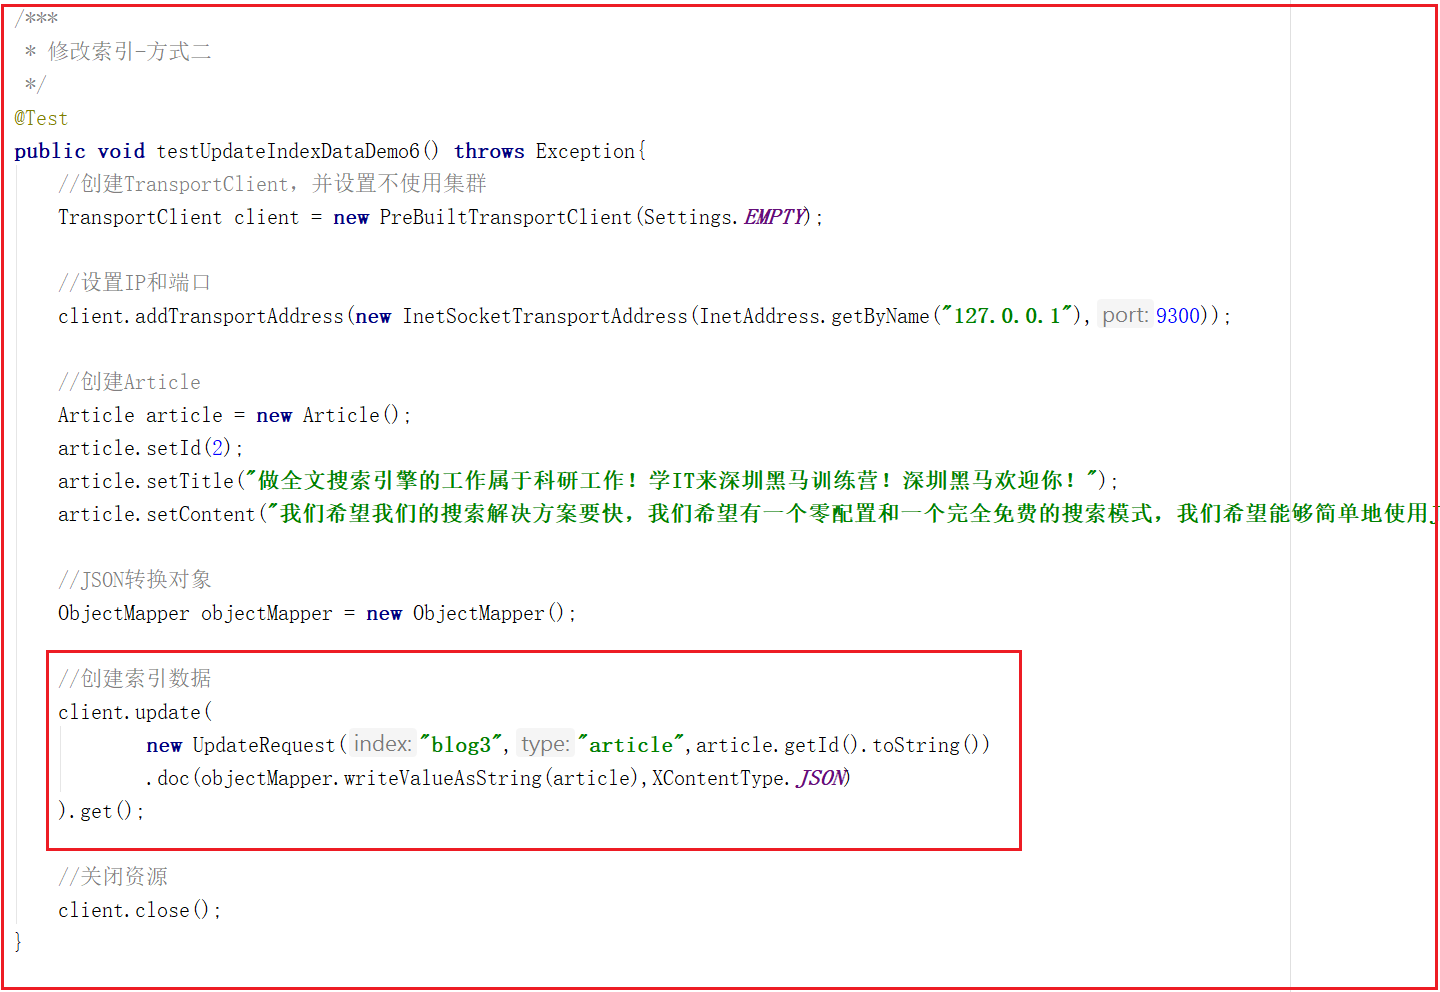 /***
* 修改索引-方式二
*/
@Test
public void testUpdateIndexDataDemo6() throws Exception{
//创建TransportClient，并设置不使用集群
TransportClient client = new PreBuiltTransportClient(Settings.EMPTY);
//设置IP和端口
client.addTransportAddress(new InetSocketTransportAddress(InetAddress.getByName("127.0.0.1"), port: 9300));
//创建Article
Article article = new Article();
article.setId(2);
article.setTitle("做全文搜索引擎的工作属于科研工作！学IT来深圳黑马训练营！深圳黑马欢迎你！");
article.setContent("我们希望我们的搜索解决方案要快，我们希望有一个零配置和一个完全免费的搜索模式，我们希望能够简单地使用J
//JSON转换对象
ObjectMapper objectMapper = new ObjectMapper();
//创建索引数据
client.update(
new UpdateRequest( index: "blog3", type: "article",article.getId().toString())
.doc(objectMapper.writeValueAsString(article),XContentType.JSON)
).get();
//关闭资源
client.close();
}